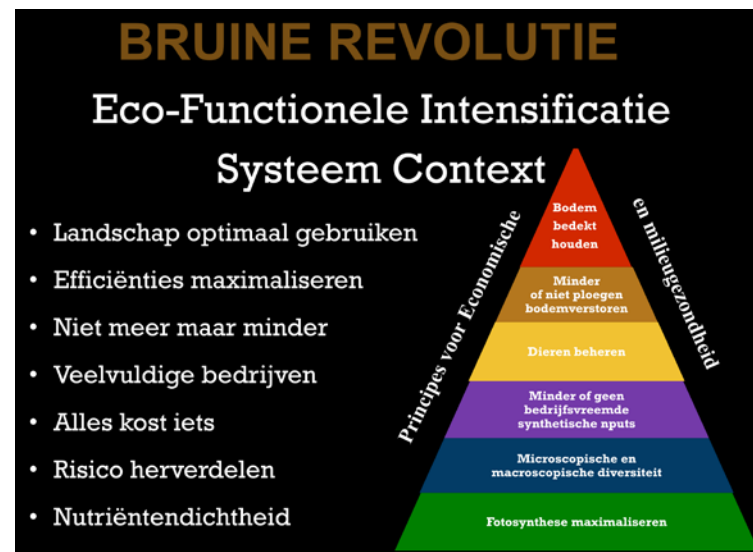 BRUINE REVOLUTIE
Eco-Functionele Intensificatie
Systeem Context
• Landschap optimaal gebruiken
• Efficiënties maximaliseren
• Niet meer maar minder
• Veelvuldige bedrijven
• Alles kost iets
• Risico herverdelen
• Nutriëntendichtheid
Principes voor Economische
en milieugezondheid
Bodem
bedekt
houden
Minder
of niet ploegen
bodemverstoren
Dieren beheren
Minder of geen
bedrijfsvreemde
synthetische nputs
Microscopische en
macroscopische diversiteit
Fotosynthese maximaliseren